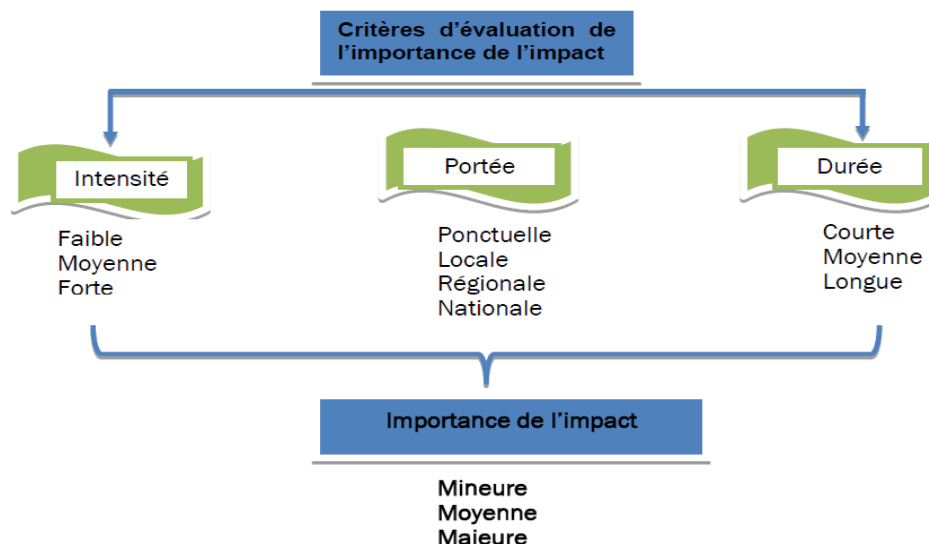 Critères d'évaluation de
l'importance de l'impact
Intensité
Faible
Moyenne
Forte
Portée
Ponctuelle
Locale
Régionale
Nationale
Durée
Courte
Moyenne
Longue
Importance de l'impact
Mineure
Moyenne
Majeure